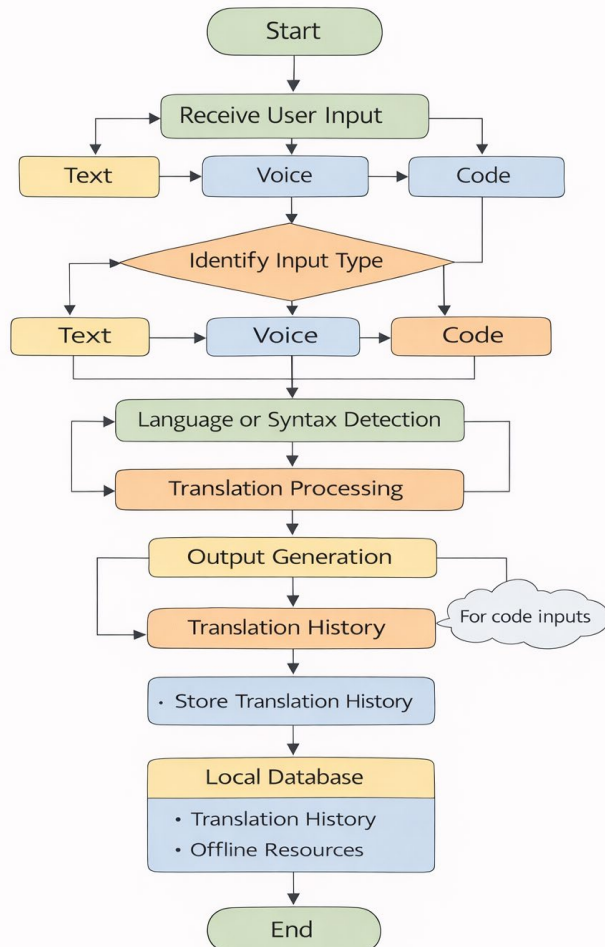 Start
Receive User Input
Text
Voice
Code
Identify Input Type
Text
Voice
Code
Language or Syntax Detection
Translation Processing
Output Generation
For code inputs
Translation History
• Store Translation History
Local Database
• Translation History
• Offline Resources
End